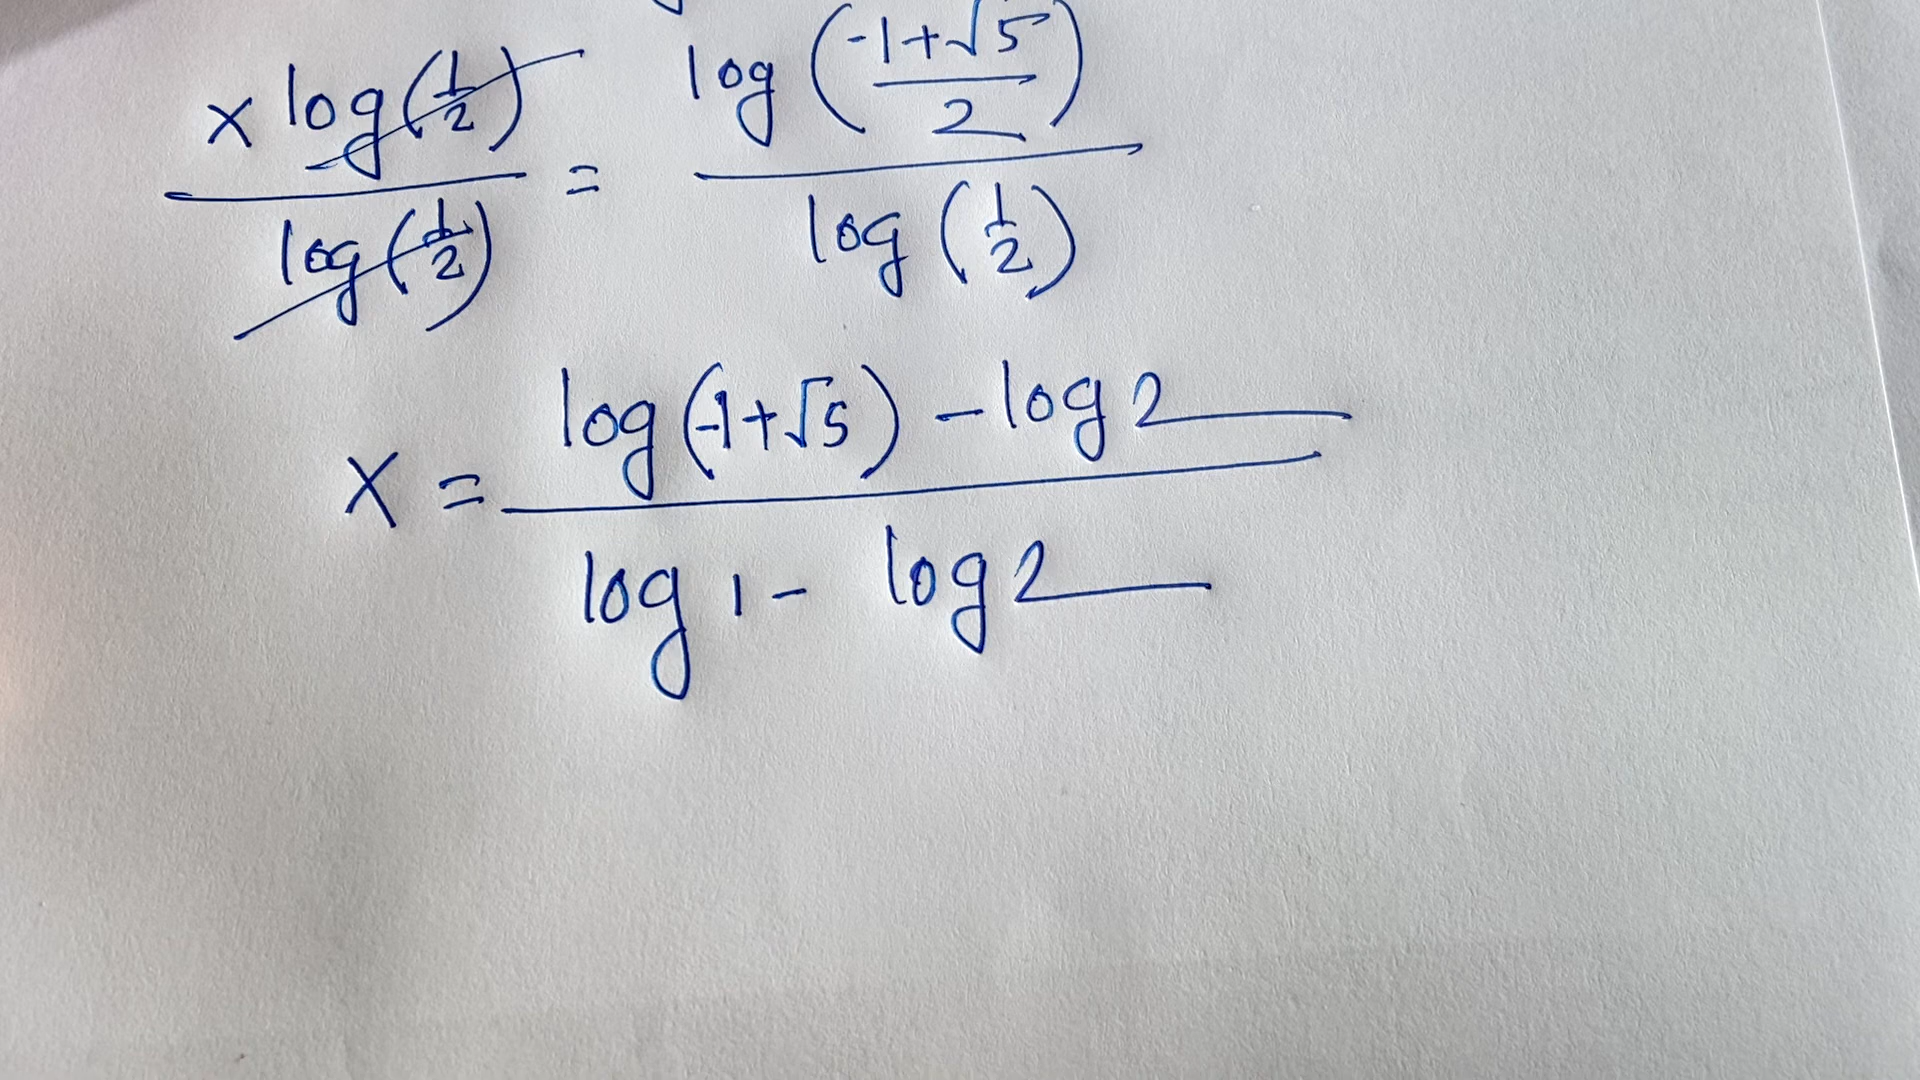 x log(1/2) / log(1/2) = log((-1+√5)/2) / log(1/2)
x = (log(-1+√5) - log 2) / (log 1 - log 2)